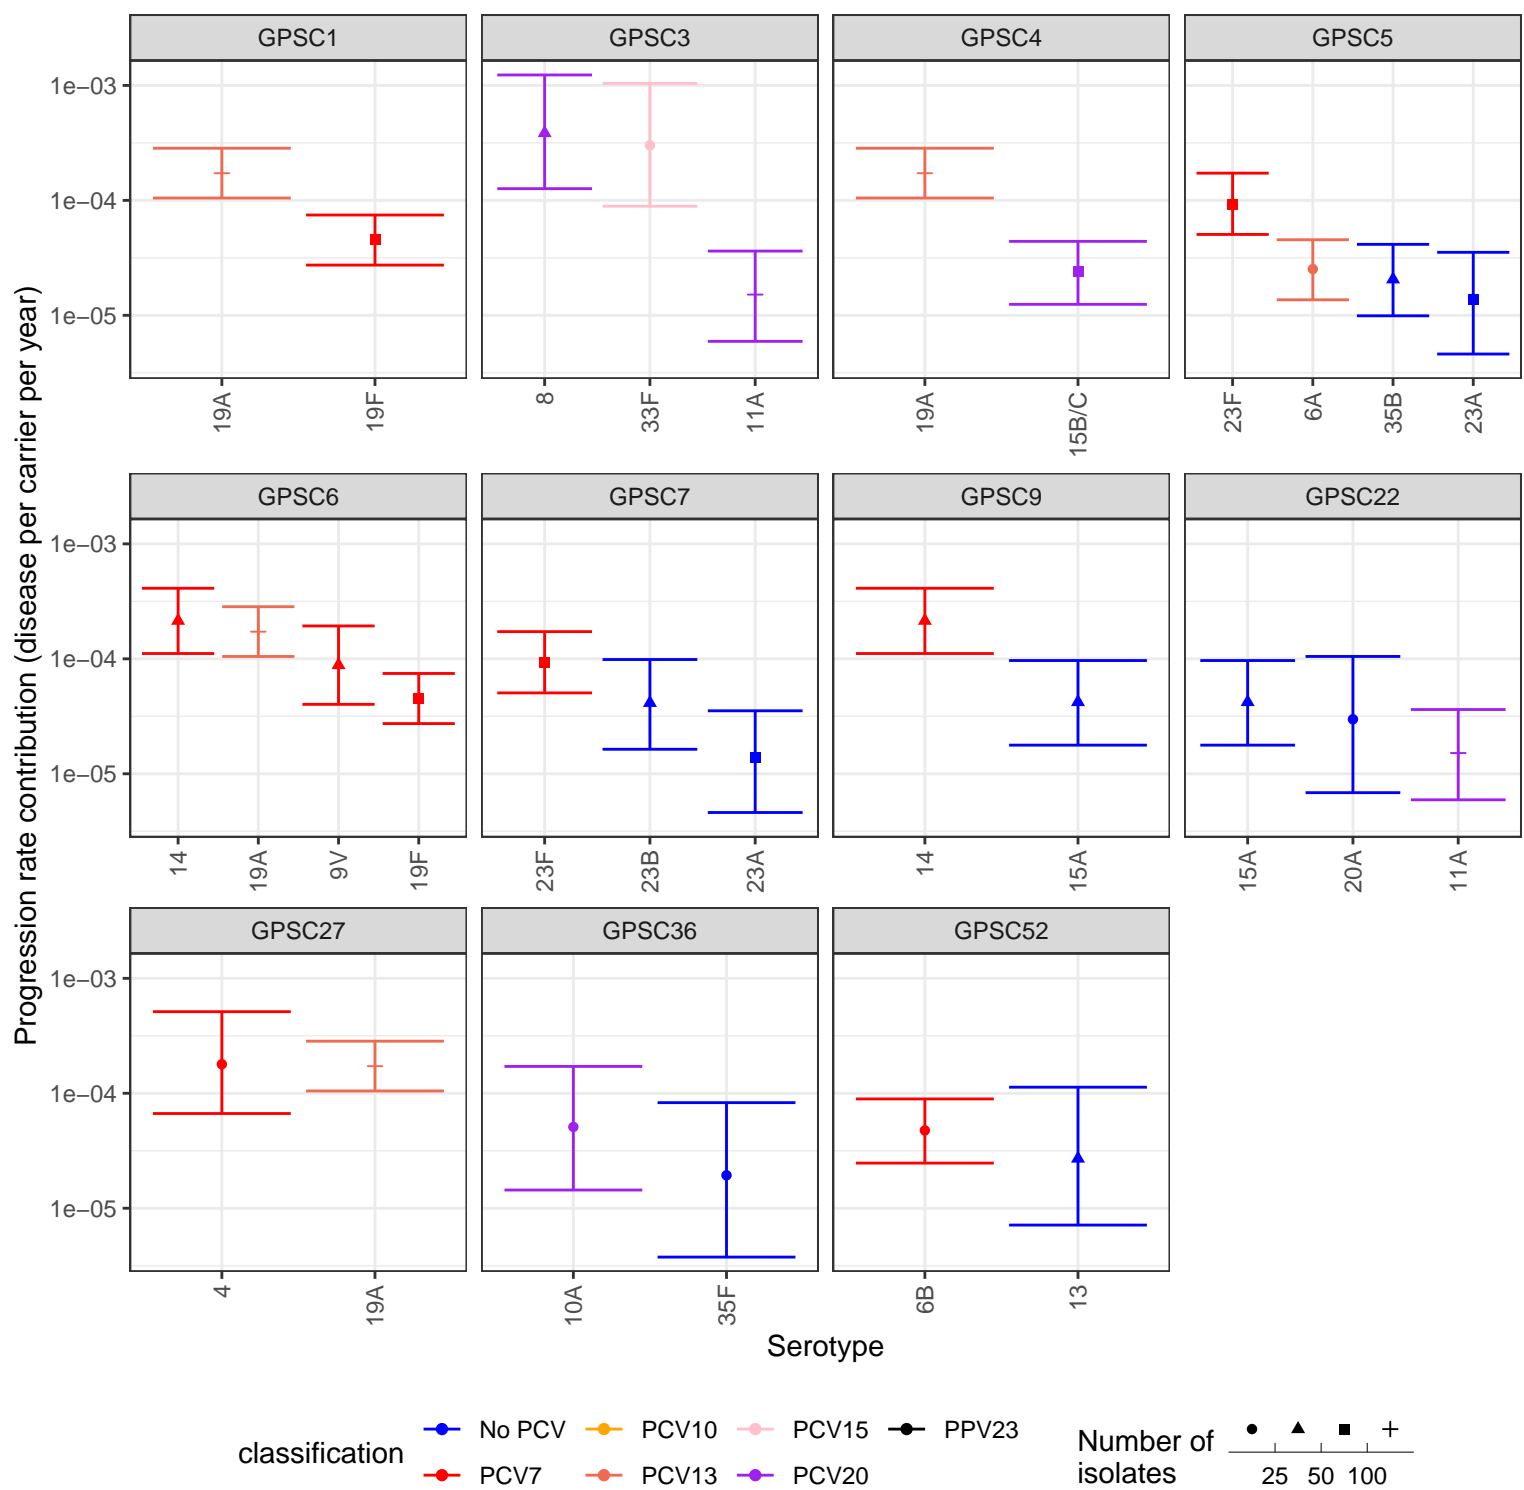 GPSC1 GPSC3 GPSC4 GPSC5
1e−03
1e−04
1e−05
19A 19F 8 33F 11A 19A 15B/C 23F 6A 35B 23A
GPSC6 GPSC7 GPSC9 GPSC22
1e−03
1e−04
1e−05
14 19A 9V 19F 23F 23B 23A 14 15A 15A 20A 11A
GPSC27 GPSC36 GPSC52
1e−03
1e−04
1e−05
4 19A 10A 35F 6B 13
Progression rate contribution (disease per carrier per year)
Serotype
classification
No PCV PCV10 PCV15 PPV23
PCV7 PCV13 PCV20
Number of
isolates
25 50 100